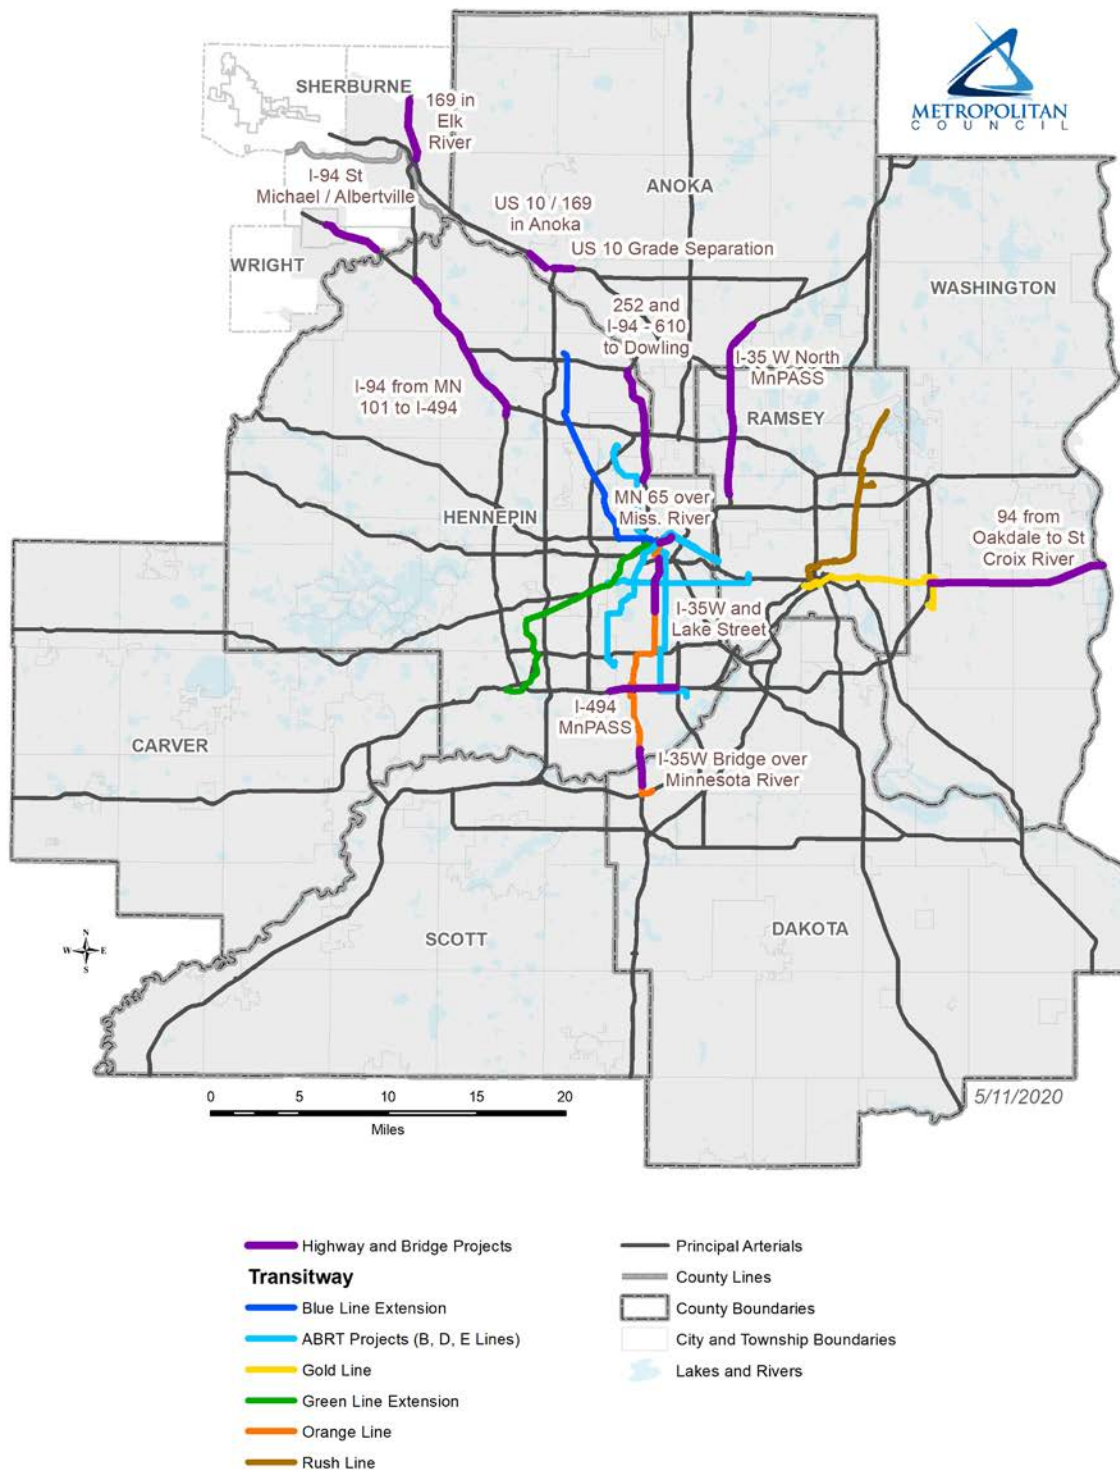 METROPOLITAN
COUNCIL
SHERBURNE
169 in
Elk
River
I-94 St
Michael / Albertville
ANOKA
US 10 / 169
in Anoka
US 10 Grade Separation
WRIGHT
WASHINGTON
252 and
I-94 - 610
to Dowling
I-35 W North
MnPASS
I-94 from MN
101 to I-494
RAMSEY
MN 65 over
Miss. River
HENNEPIN
94 from
Oakdale to St
Croix River
I-35W and
Lake Street
I-494
MnPASS
CARVER
I-35W Bridge over
Minnesota River
N
W E
S
SCOTT
DAKOTA
5/11/2020
0 5 10 15 20
Miles
Highway and Bridge Projects
Transitway
Blue Line Extension
ABRT Projects (B, D, E Lines)
Gold Line
Green Line Extension
Orange Line
Rush Line
Principal Arterials
County Lines
County Boundaries
City and Township Boundaries
Lakes and Rivers